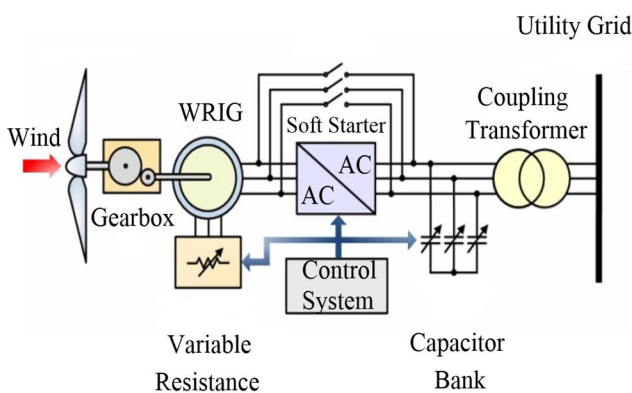 Utility Grid
WRIG
Coupling
Transformer
Soft Starter
Wind
AC
AC
Gearbox
Control
System
Variable
Resistance
Capacitor
Bank